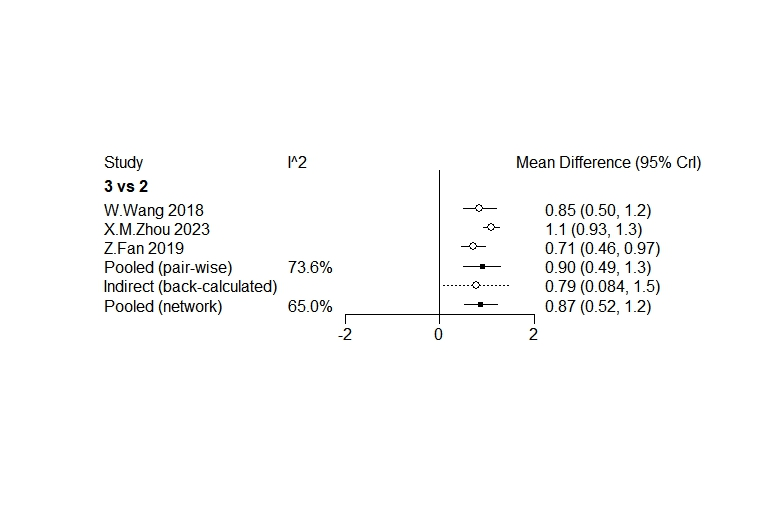 Study I^2 Mean Difference (95% CrI)
3 vs 2
W.Wang 2018 0.85 (0.50, 1.2)
X.M.Zhou 2023 1.1 (0.93, 1.3)
Z.Fan 2019 0.71 (0.46, 0.97)
Pooled (pair-wise) 73.6% 0.90 (0.49, 1.3)
Indirect (back-calculated) 0.79 (0.084, 1.5)
Pooled (network) 65.0% 0.87 (0.52, 1.2)
-2 0 2